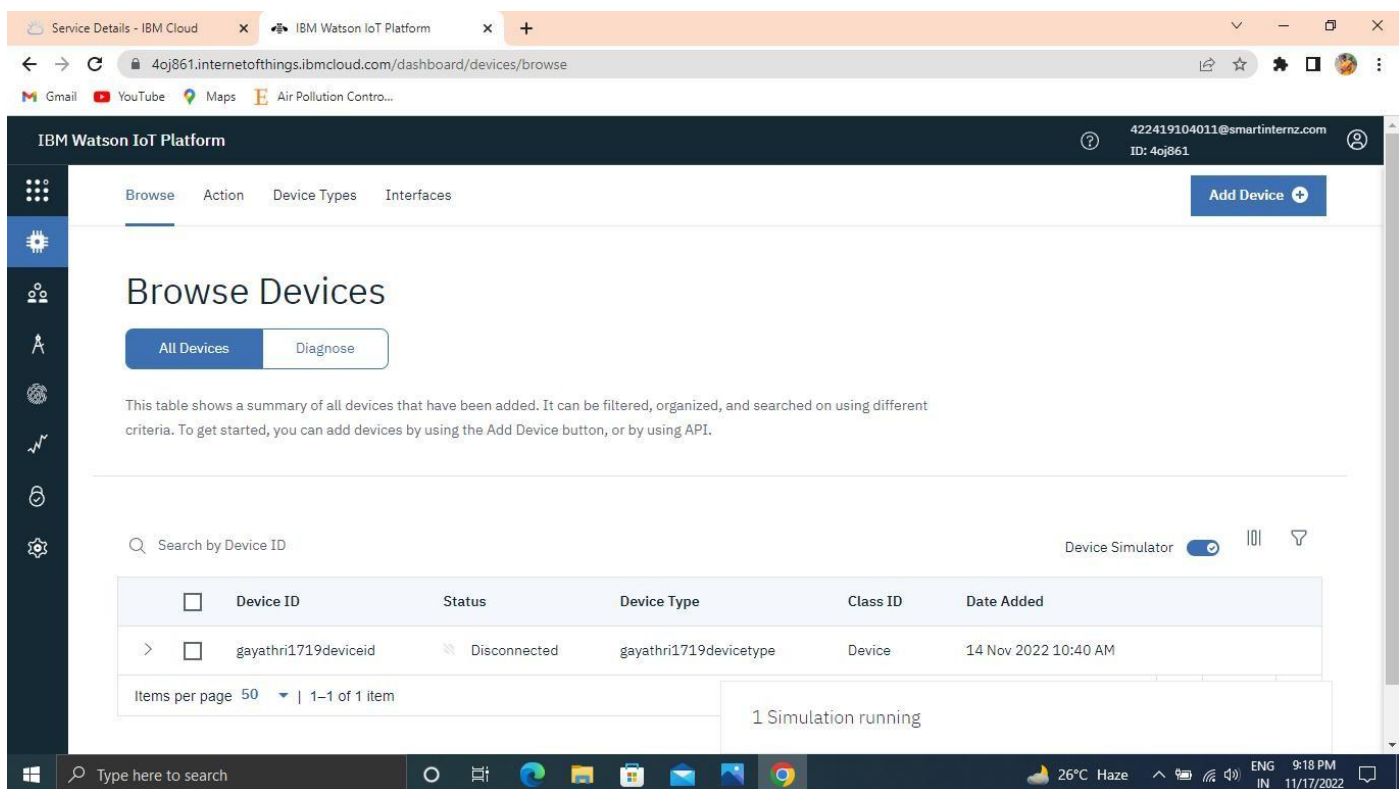 Service Details - IBM Cloud
IBM Watson IoT Platform
4oj861.internetofthings.ibmcloud.com/dashboard/devices/browse
Gmail YouTube Maps Air Pollution Contro...
IBM Watson IoT Platform
422419104011@smartinternz.com
ID: 4oj861
Browse Action Device Types Interfaces Add Device
Browse Devices
All Devices Diagnose
This table shows a summary of all devices that have been added. It can be filtered, organized, and searched on using different
criteria. To get started, you can add devices by using the Add Device button, or by using API.
Search by Device ID Device Simulator
Device ID Status Device Type Class ID Date Added
gayathri1719deviceid Disconnected gayathri1719devicetype Device 14 Nov 2022 10:40 AM
Items per page 50 | 1–1 of 1 item
1 Simulation running
Type here to search 26°C Haze ENG 9:18 PM
IN 11/17/2022